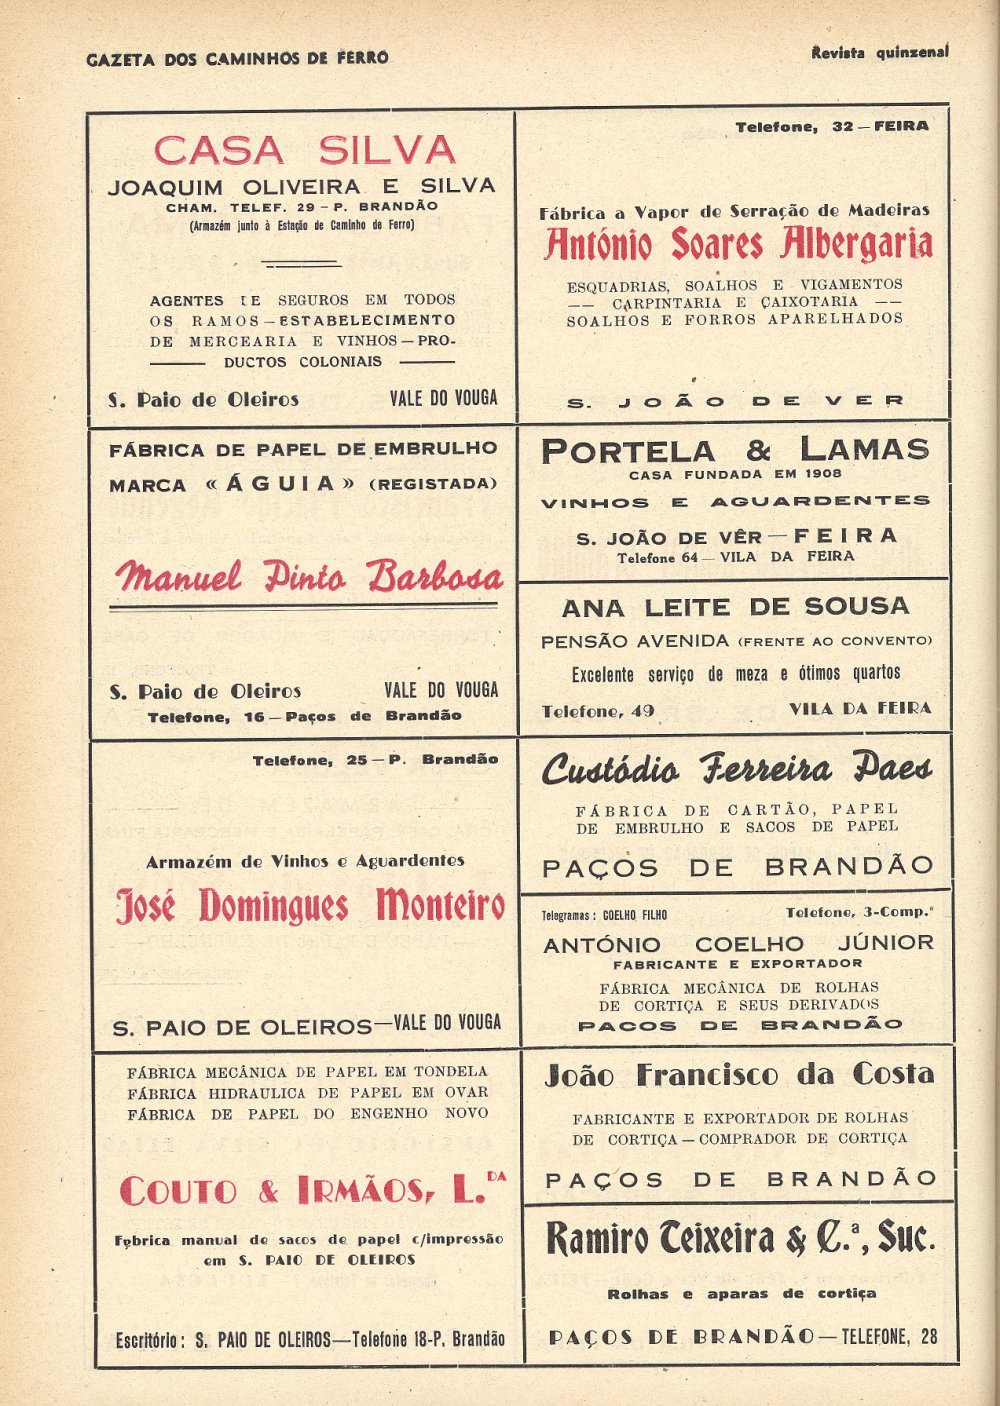 GAZETA DOS CAMINHOS DE FERRO
Revista quinzenal
CASA SILVA
JOAQUIM OLIVEIRA E SILVA
CHAM. TELEF. 29 – P. BRANDÃO
(Armazém junto à Estação de Caminho de Ferro)
AGENTES DE SEGUROS EM TODOS
OS RAMOS — ESTABELECIMENTO
DE MERCEARIA E VINHOS — PRO-
DUCTOS COLONIAIS
S. Paio de Oleiros VALE DO VOUGA
Telefone, 32 — FEIRA
Fábrica a Vapor de Serração de Madeiras
António Soares Albergaria
ESQUADRIAS, SOALHOS E VIGAMENTOS
—— CARPINTARIA E CAIXOTARIA ——
SOALHOS E FORROS APARELHADOS
S. JOÃO DE VER
FÁBRICA DE PAPEL DE EMBRULHO
MARCA «ÁGUIA» (REGISTADA)
Manuel Pinto Barbosa
S. Paio de Oleiros VALE DO VOUGA
Telefone, 16 — Paços de Brandão
PORTELA & LAMAS
CASA FUNDADA EM 1908
VINHOS E AGUARDENTES
S. JOÃO DE VÊR — FEIRA
Telefone 64 — VILA DA FEIRA
ANA LEITE DE SOUSA
PENSÃO AVENIDA (FRENTE AO CONVENTO)
Excelente serviço de meza e ótimos quartos
Telefone, 49 VILA DA FEIRA
Telefone, 25 — P. Brandão
Armazém de Vinhos e Aguardentes
José Domingues Monteiro
S. PAIO DE OLEIROS — VALE DO VOUGA
Custódio Ferreira Paes
FÁBRICA DE CARTÃO, PAPEL
DE EMBRULHO E SACOS DE PAPEL
PAÇOS DE BRANDÃO
Telegramas: COELHO FILHO Telefone, 3-Comp.ª
ANTÓNIO COELHO JÚNIOR
FABRICANTE E EXPORTADOR
FÁBRICA MECÂNICA DE ROLHAS
DE CORTIÇA E SEUS DERIVADOS
PACOS DE BRANDÃO
FÁBRICA MECÂNICA DE PAPEL EM TONDELA
FÁBRICA HIDRAULICA DE PAPEL EM OVAR
FÁBRICA DE PAPEL DO ENGENHO NOVO
COUTO & IRMÃOS, L.DA
Fabrica manual de sacos de papel c/impressão
em S. PAIO DE OLEIROS
Escritório: S. PAIO DE OLEIROS — Telefone 18-P. Brandão
João Francisco da Costa
FABRICANTE E EXPORTADOR DE ROLHAS
DE CORTIÇA — COMPRADOR DE CORTIÇA
PAÇOS DE BRANDÃO
Ramiro Teixeira & C.ª, Suc.
Rolhas e aparas de cortiça
PAÇOS DE BRANDÃO — TELEFONE, 28